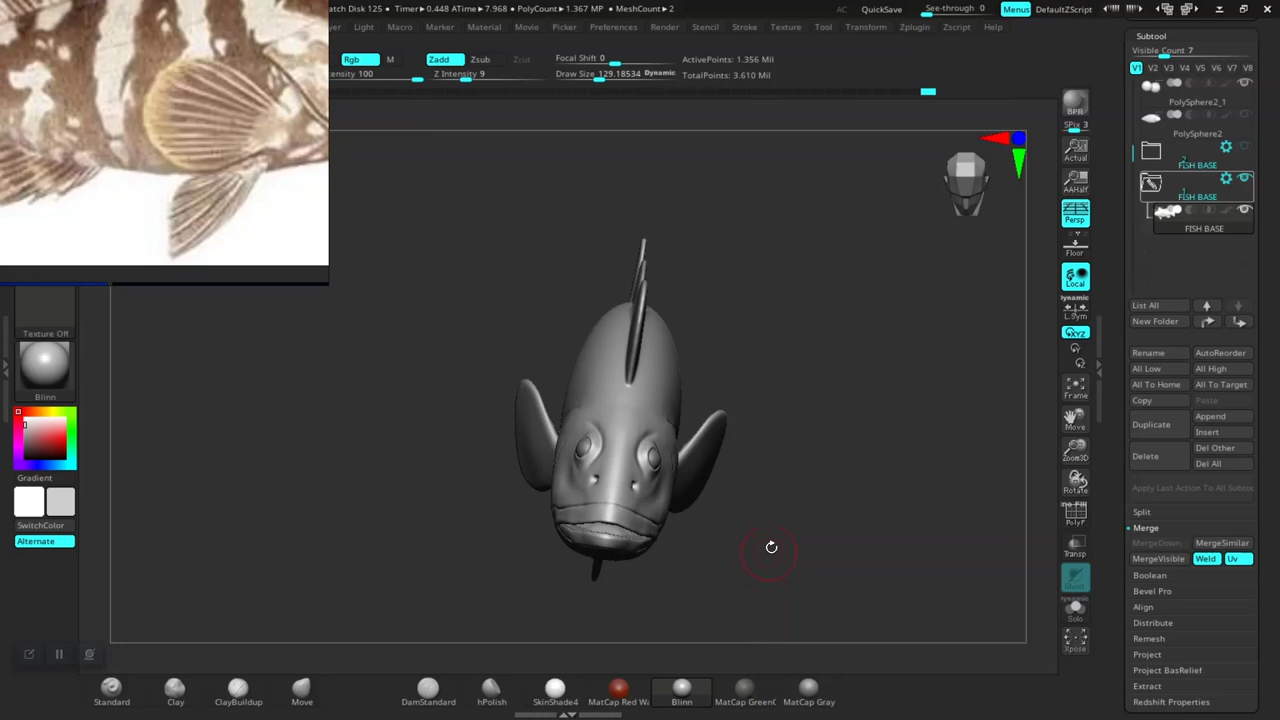 atch Disk 125 • Timer▸0.448 ATime▸7.968 • PolyCount▸1.367 MP • MeshCount▸2
AC QuickSave See-through 0 Menus DefaultZScript
yer Light Macro Marker Material Movie Picker Preferences Render Stencil Stroke Texture Tool Transform Zplugin Zscript Help
Rgb M Zadd Zsub Zcut Focal Shift 0 ActivePoints: 1.356 Mil
tensity 100 Z Intensity 9 Draw Size 129.18534 Dynamic TotalPoints: 3.610 Mil
Texture Off
Blinn
Gradient
SwitchColor
Alternate
BPR
SPix 3
Actual
AAHalf
Persp
Floor
Local
Dynamic
L.Sym
XYZ
Frame
Move
Zoom3D
Rotate
PolyF
Transp
Ghost
Dynamic
Solo
Xpose
Subtool
Visible Count 7
V1 V2 V3 V4 V5 V6 V7 V8
PolySphere2_1
PolySphere2
2
FISH BASE
1
FISH BASE
FISH BASE
List All
New Folder
Rename AutoReorder
All Low All High
All To Home All To Target
Copy Paste
Duplicate Append
Insert
Delete Del Other
Del All
Apply Last Action To All Subtoo
Split
Merge
MergeDown MergeSimilar
MergeVisible Weld Uv
Boolean
Bevel Pro
Align
Distribute
Remesh
Project
Project BasRelief
Extract
Redshift Properties
Standard Clay ClayBuildup Move DamStandard hPolish SkinShade4 MatCap Red Wa Blinn MatCap GreenC MatCap Gray